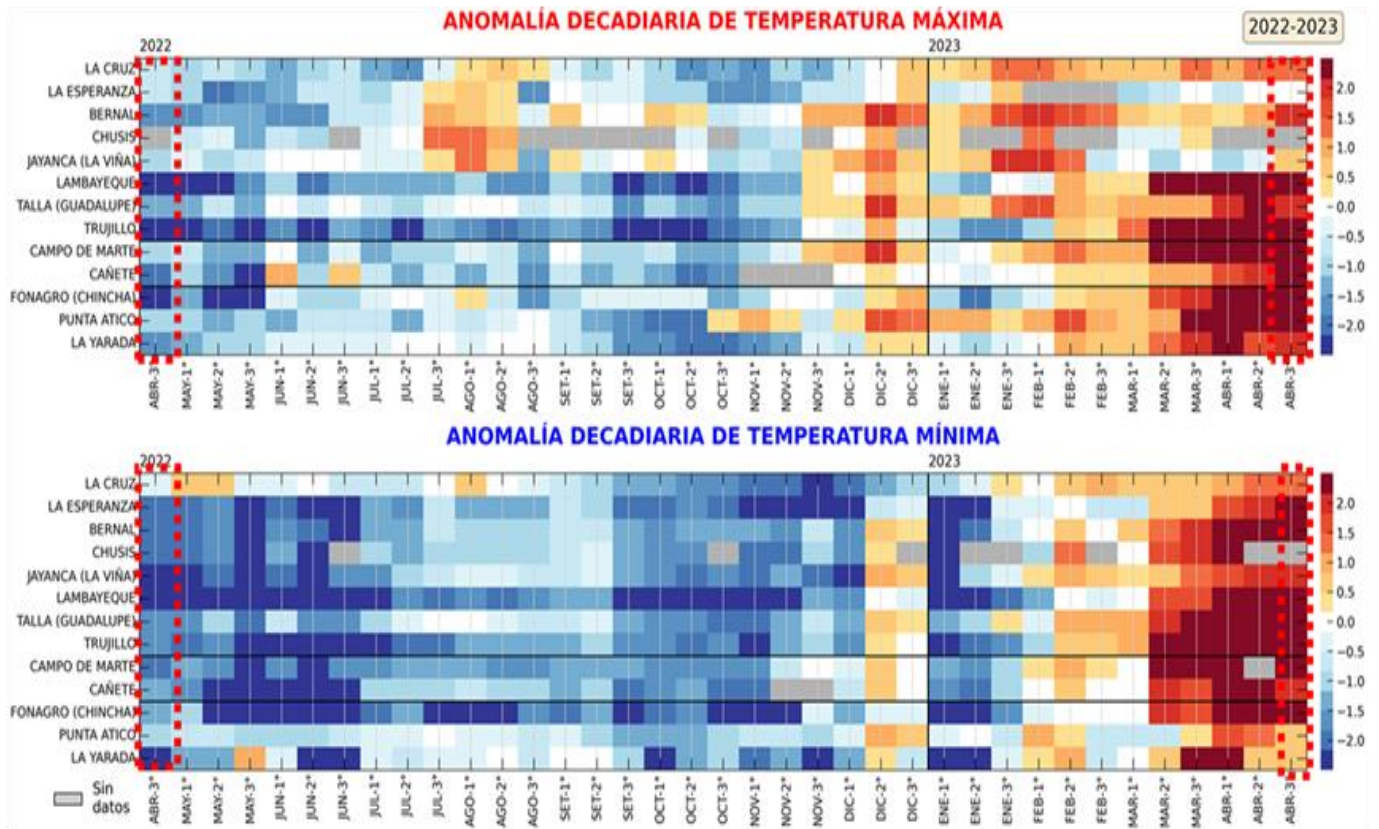 ANOMALÍA DECADIARIA DE TEMPERATURA MÁXIMA
2022-2023
2022
2023
LA CRUZ
LA ESPERANZA
BERNAL
CHUSIS
JAYANCA (LA VIÑA)
LAMBAYEQUE
TALLA (GUADALUPE)
TRUJILLO
CAMPO DE MARTE
CAÑETE
FONAGRO (CHINCHA)
PUNTA ATICO
LA YARADA
2.0
1.5
1.0
0.5
0.0
−0.5
−1.0
−1.5
−2.0
ABR-3
MAY-1°
MAY-2°
MAY-3°
JUN-1°
JUN-2°
JUN-3°
JUL-1°
JUL-2°
JUL-3°
AGO-1°
AGO-2°
AGO-3°
SET-1°
SET-2°
SET-3°
OCT-1°
OCT-2°
OCT-3°
NOV-1°
NOV-2°
NOV-3°
DIC-1°
DIC-2°
DIC-3°
ENE-1°
ENE-2°
ENE-3°
FEB-1°
FEB-2°
FEB-3°
MAR-1°
MAR-2°
MAR-3°
ABR-1°
ABR-2°
ABR-3°
ANOMALÍA DECADIARIA DE TEMPERATURA MÍNIMA
2022
2023
LA CRUZ
LA ESPERANZA
BERNAL
CHUSIS
JAYANCA (LA VIÑA)
LAMBAYEQUE
TALLA (GUADALUPE)
TRUJILLO
CAMPO DE MARTE
CAÑETE
FONAGRO (CHINCHA)
PUNTA ATICO
LA YARADA
2.0
1.5
1.0
0.5
0.0
−0.5
−1.0
−1.5
−2.0
Sin
datos
ABR-3°
MAY-1°
MAY-2°
MAY-3°
JUN-1°
JUN-2°
JUN-3°
JUL-1°
JUL-2°
JUL-3°
AGO-1°
AGO-2°
AGO-3
SET-1°
SET-2°
SET-3°
OCT-1°
OCT-2°
OCT-3°
NOV-1°
NOV-2°
NOV-3°
DIC-1°
DIC-2°
DIC-3°
ENE-1°
ENE-2°
ENE-3°
FEB-1°
FEB-2°
FEB-3°
MAR-1°
MAR-2°
MAR-3°
ABR-1°
ABR-2°
ABR-3